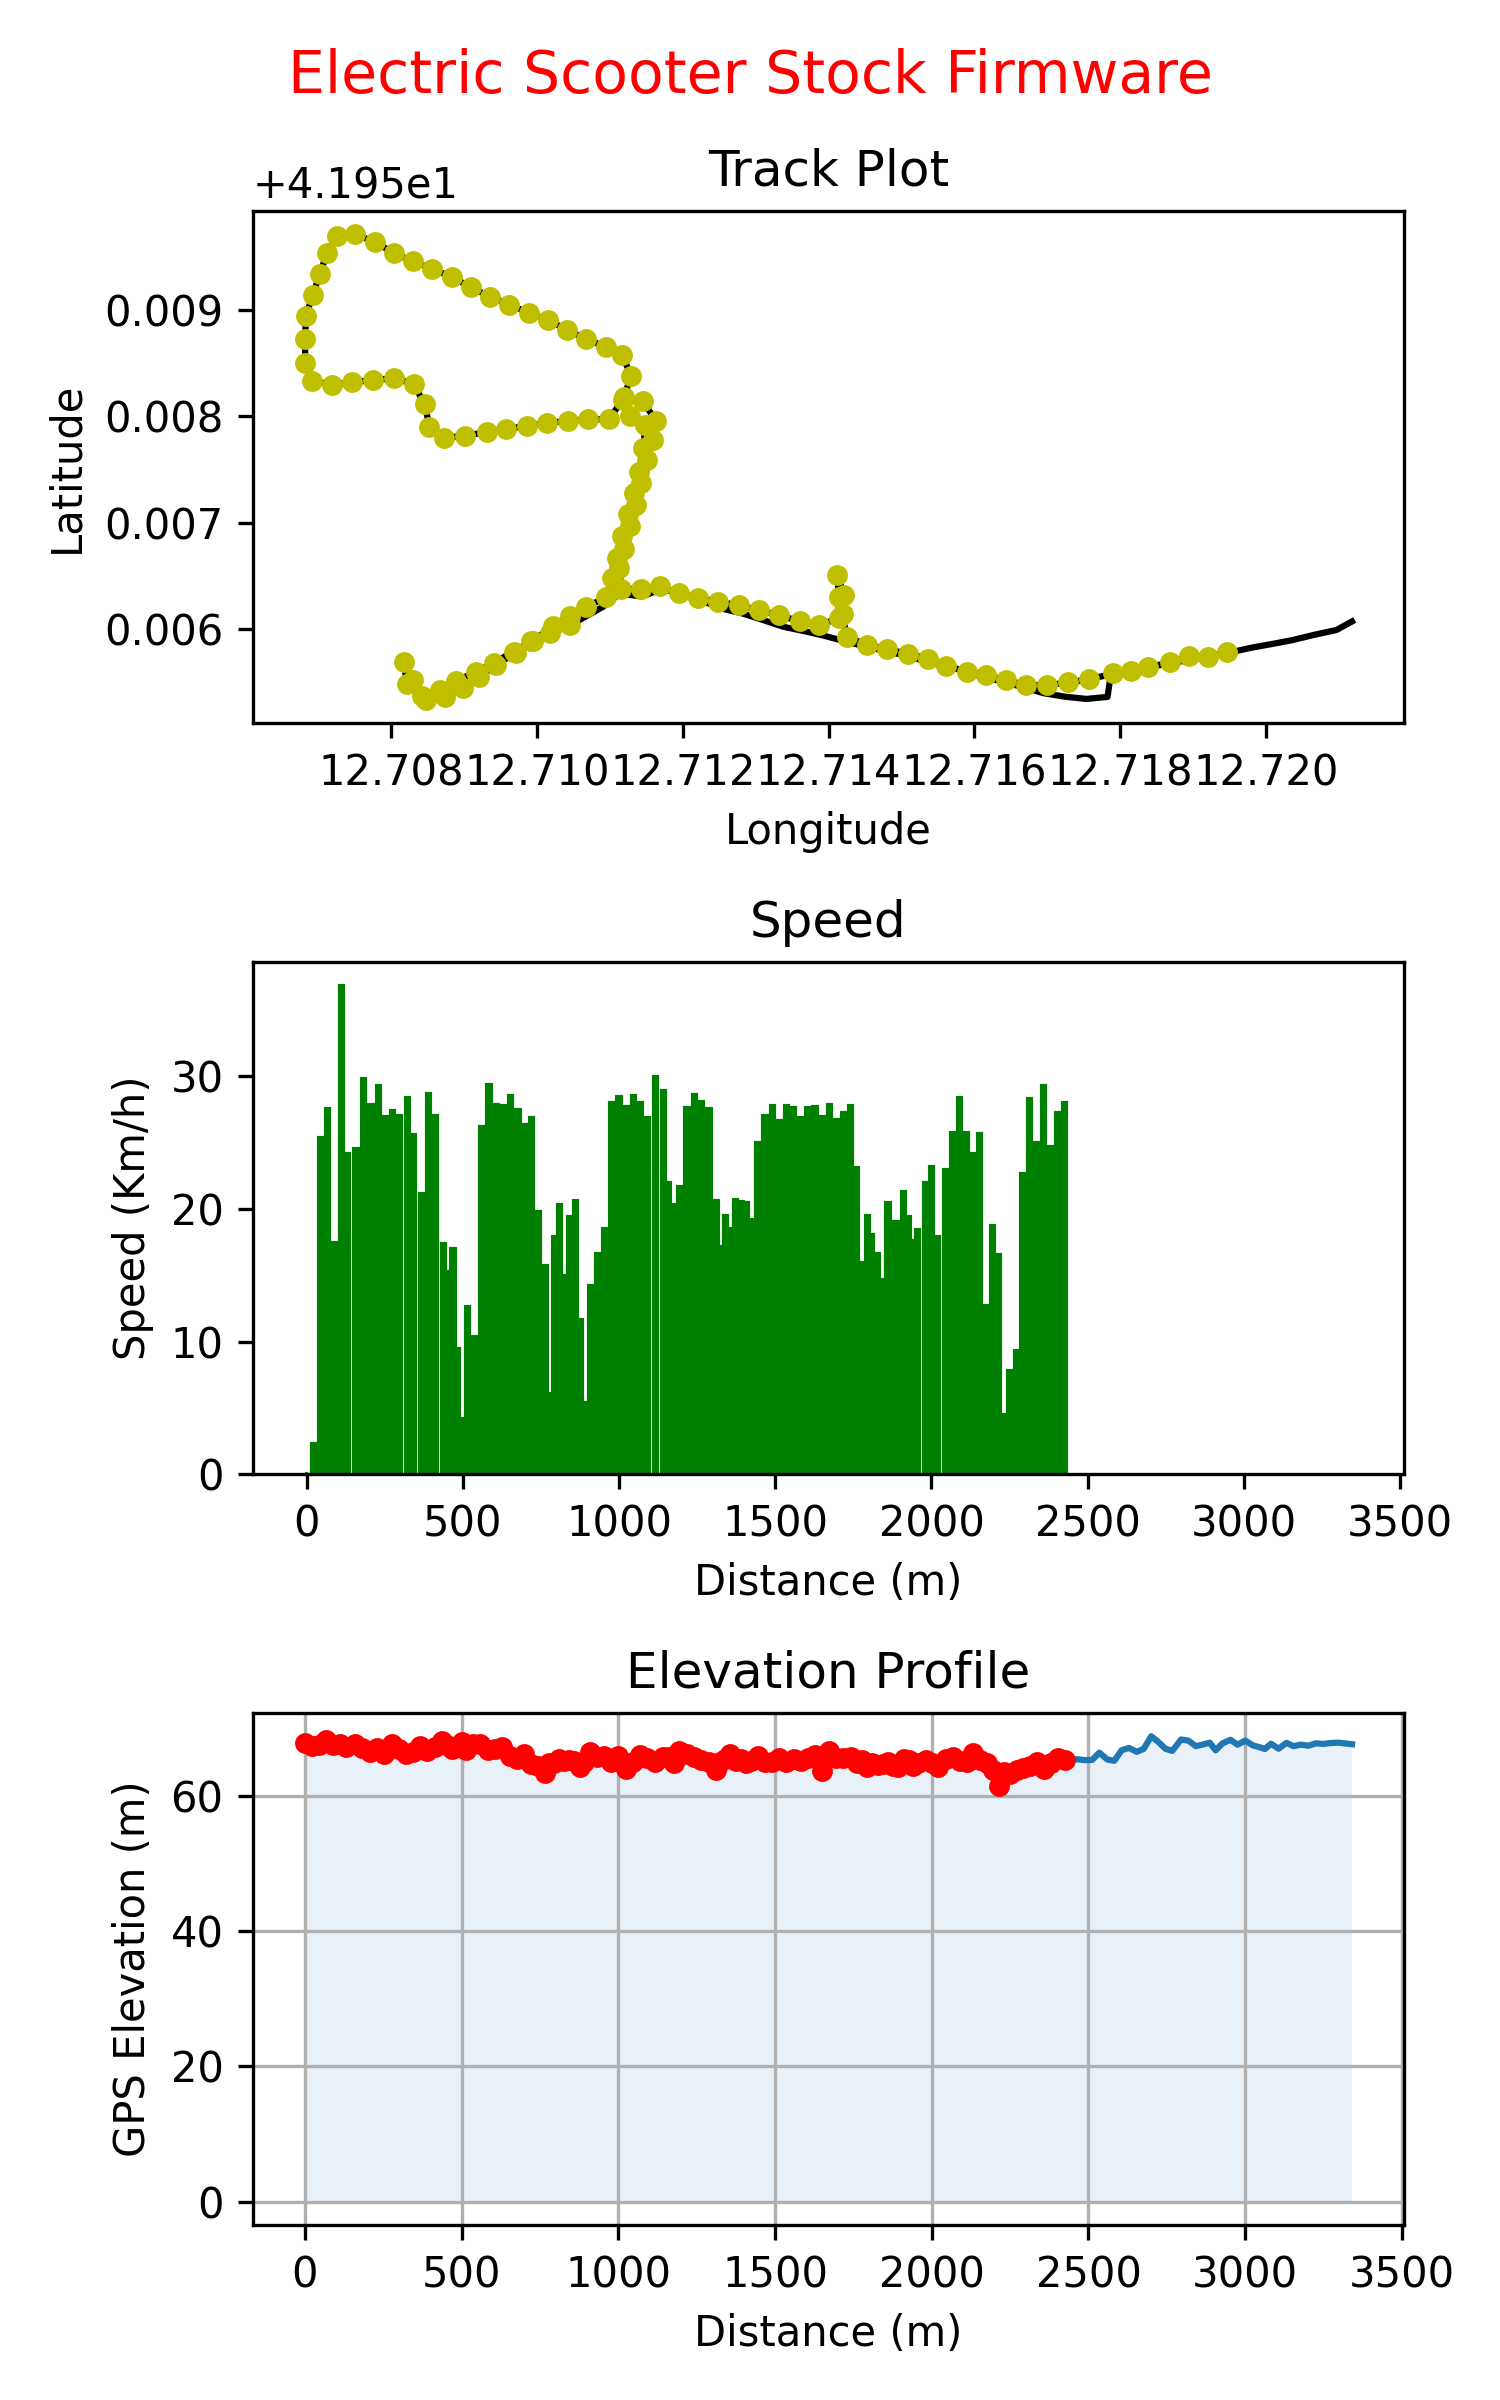 Electric Scooter Stock Firmware
Track Plot
+4.195e1
0.009
0.008
0.007
0.006
Latitude
12.708 12.710 12.712 12.714 12.716 12.718 12.720
Longitude
Speed
30
20
10
0
Speed (Km/h)
0 500 1000 1500 2000 2500 3000 3500
Distance (m)
Elevation Profile
60
40
20
0
GPS Elevation (m)
0 500 1000 1500 2000 2500 3000 3500
Distance (m)